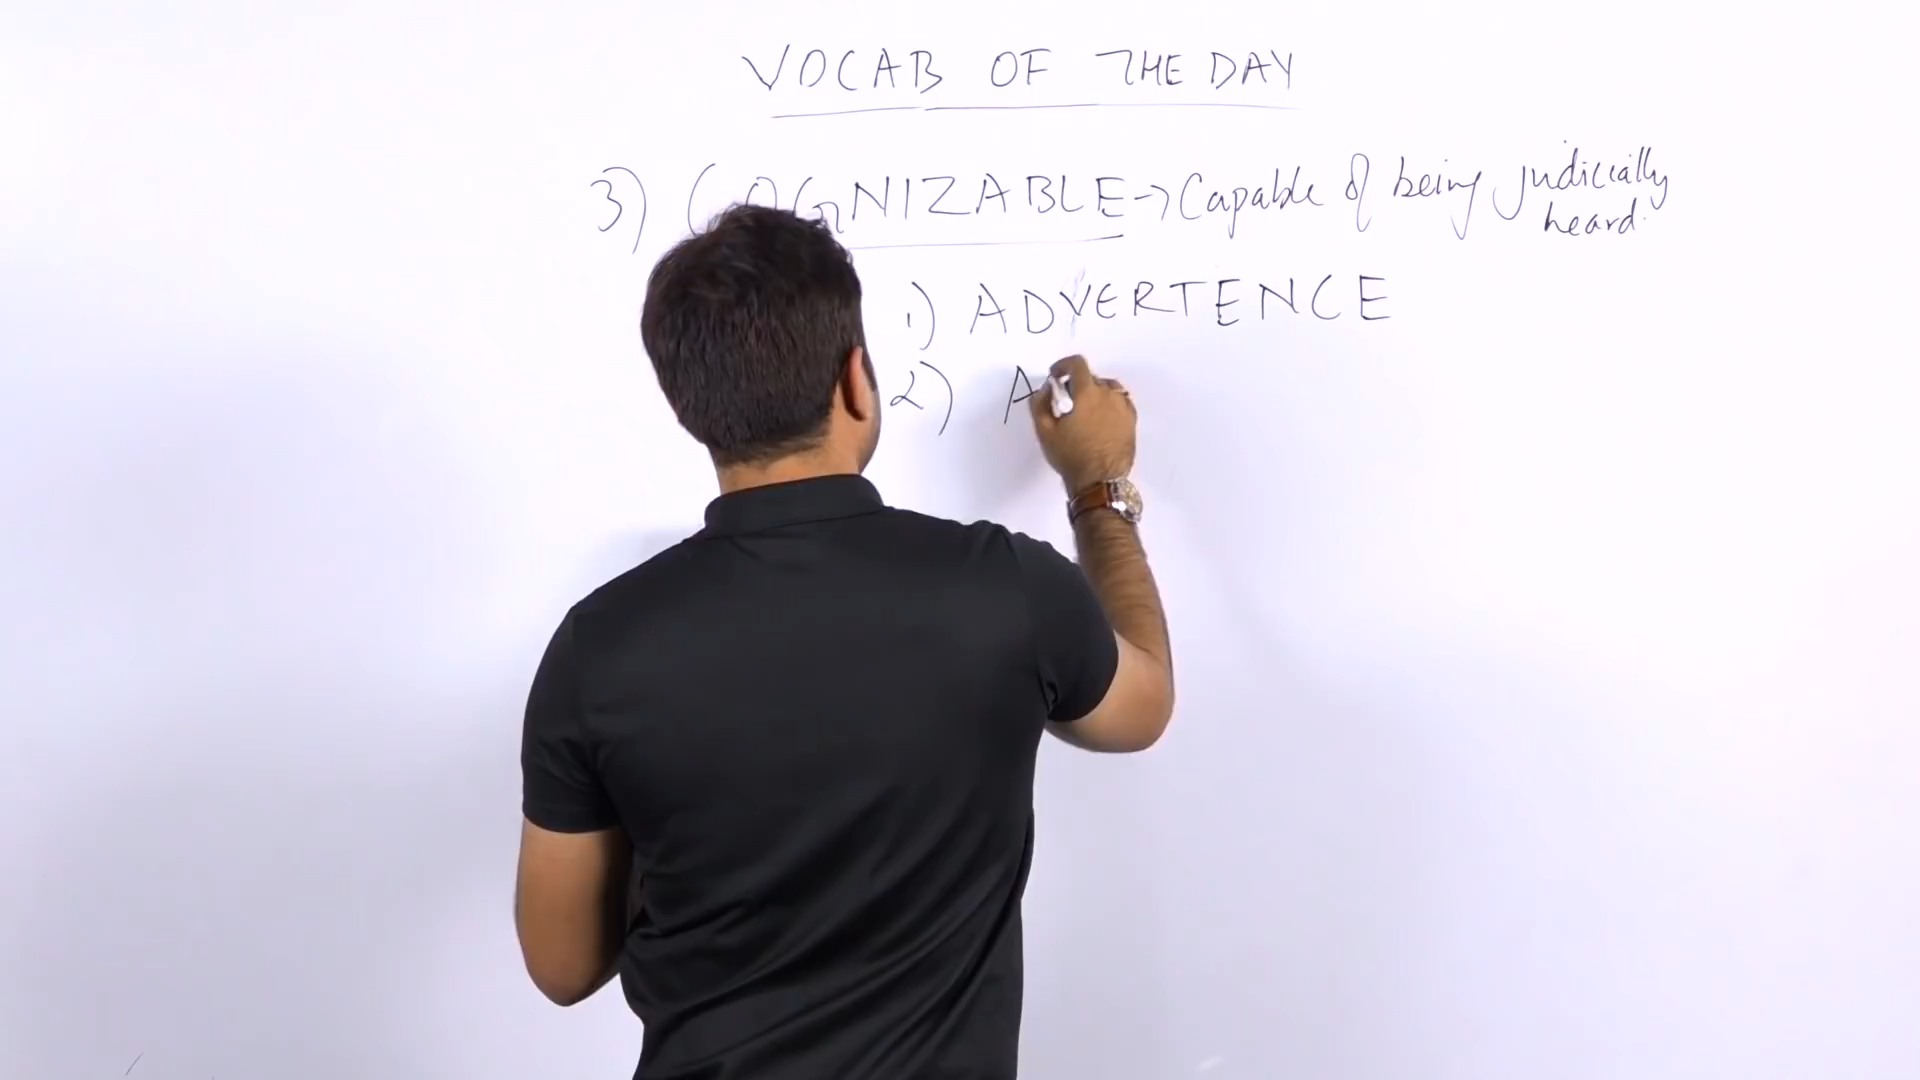 VOCAB OF THE DAY
3) COGNIZABLE → Capable of being judicially
heard.
1) ADVERTENCE
2) A